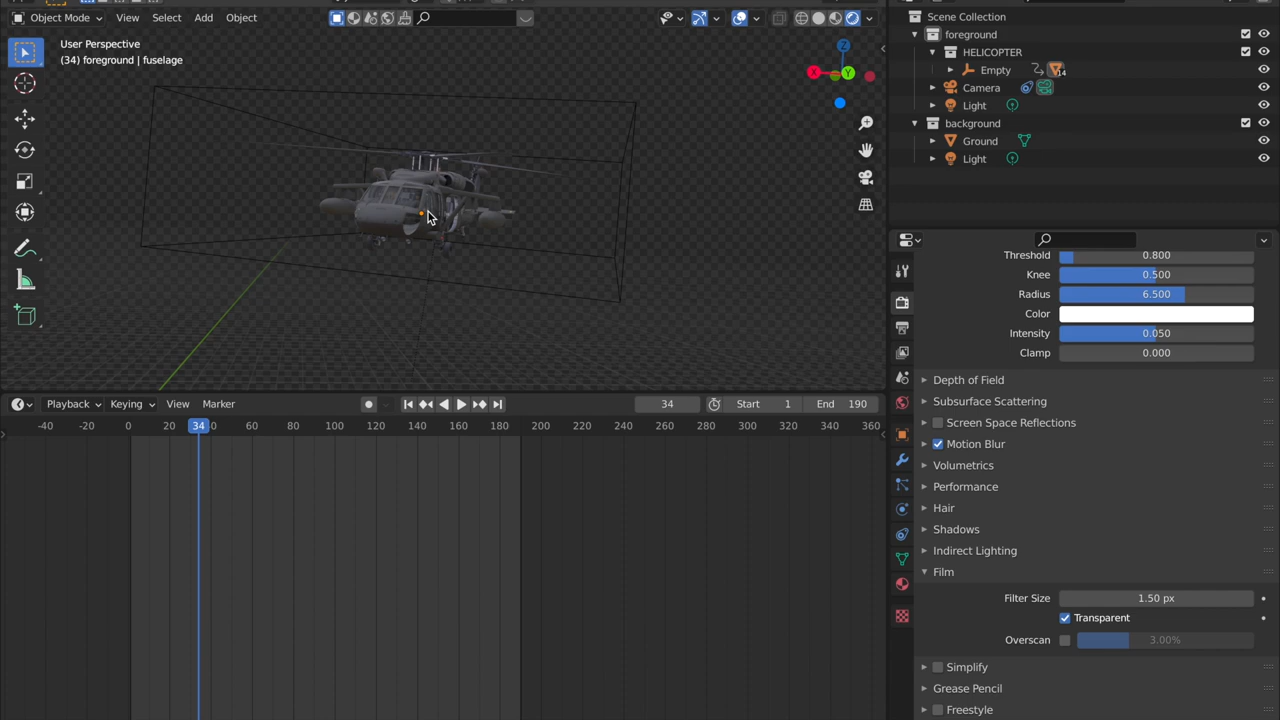 Object Mode View Select Add Object
User Perspective
(34) foreground | fuselage
Z
X
Y
Playback Keying View Marker
34
Start 1
End 190
-40 -20 0 20 34 40 60 80 100 120 140 160 180 200 220 240 260 280 300 320 340 360
Scene Collection
foreground
HELICOPTER
Empty
14
Camera
Light
background
Ground
Light
Threshold 0.800
Knee 0.500
Radius 6.500
Color
Intensity 0.050
Clamp 0.000
Depth of Field
Subsurface Scattering
Screen Space Reflections
Motion Blur
Volumetrics
Performance
Hair
Shadows
Indirect Lighting
Film
Filter Size 1.50 px
Transparent
Overscan 3.00%
Simplify
Grease Pencil
Freestyle